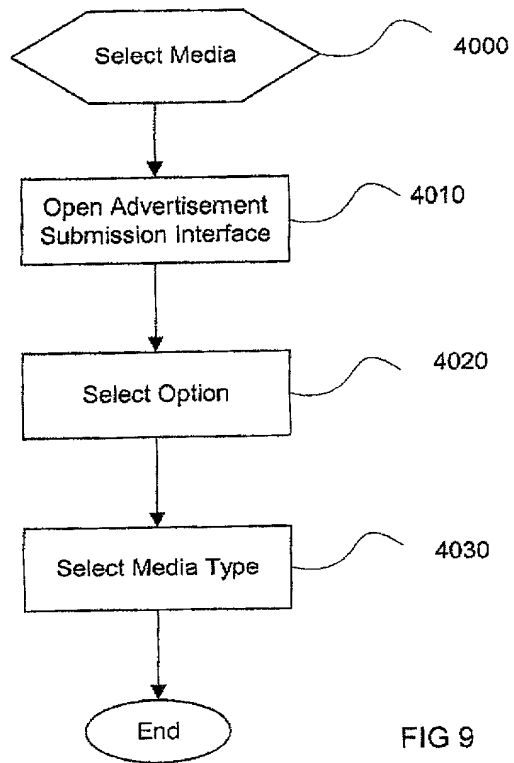 Select Media
4000
Open Advertisement
Submission Interface
4010
Select Option
4020
Select Media Type
4030
End
FIG 9